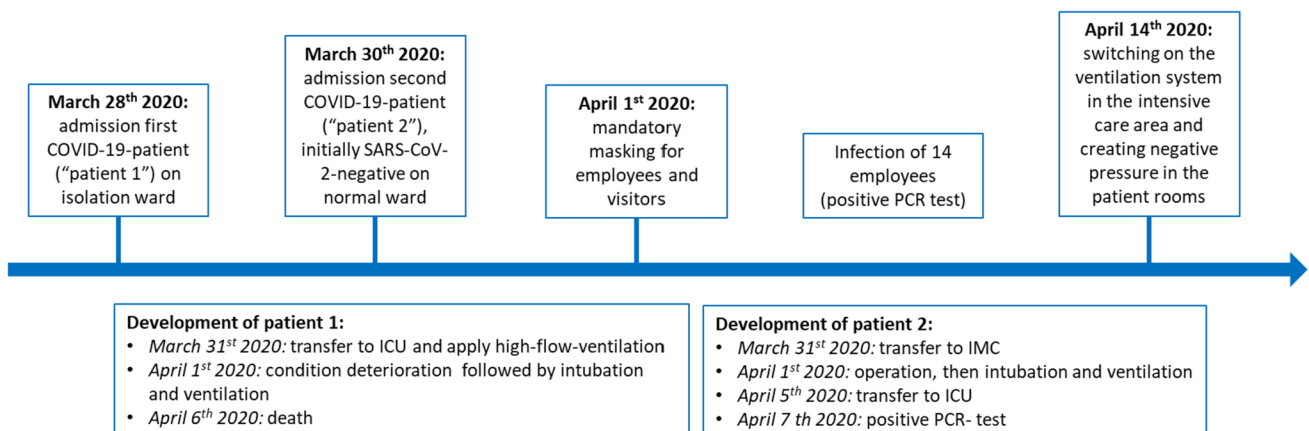 March 28th 2020:
admission first
COVID-19-patient
(“patient 1”) on
isolation ward
March 30th 2020:
admission second
COVID-19-patient
(“patient 2”),
initially SARS-CoV-
2-negative on
normal ward
April 1st 2020:
mandatory
masking for
employees and
visitors
Infection of 14
employees
(positive PCR test)
April 14th 2020:
switching on the
ventilation system
in the intensive
care area and
creating negative
pressure in the
patient rooms
Development of patient 1:
• March 31st 2020: transfer to ICU and apply high-flow-ventilation
• April 1st 2020: condition deterioration followed by intubation
and ventilation
• April 6th 2020: death
Development of patient 2:
• March 31st 2020: transfer to IMC
• April 1st 2020: operation, then intubation and ventilation
• April 5th 2020: transfer to ICU
• April 7 th 2020: positive PCR- test